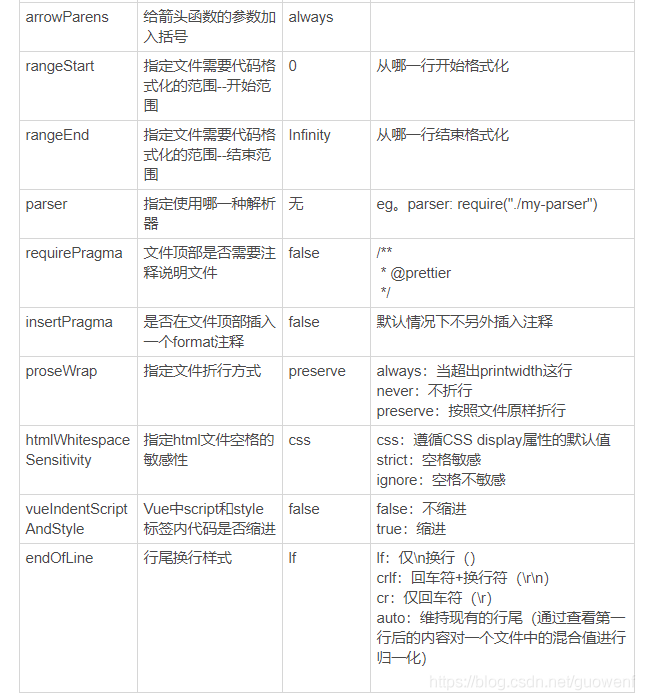 arrowParens
给箭头函数的参数加
入括号
always
rangeStart
指定文件需要代码格
式化的范围--开始范
围
0
从哪一行开始格式化
rangeEnd
指定文件需要代码格
式化的范围--结束范
围
Infinity
从哪一行结束格式化
parser
指定使用哪一种解析
器
无
eg。parser: require("./my-parser")
requirePragma
文件顶部是否需要注
释说明文件
false
/**
* @prettier
*/
insertPragma
是否在文件顶部插入
一个format注释
false
默认情况下不另外插入注释
proseWrap
指定文件折行方式
preserve
always：当超出printwidth这行
never：不折行
preserve：按照文件原样折行
htmlWhitespace
Sensitivity
指定html文件空格的
敏感性
css
css：遵循CSS display属性的默认值
strict：空格敏感
ignore：空格不敏感
vueIndentScript
AndStyle
Vue中script和style
标签内代码是否缩进
false
false：不缩进
true：缩进
endOfLine
行尾换行样式
lf
lf：仅\n换行（）
crlf：回车符+换行符（\r\n）
cr：仅回车符（\r）
auto：维持现有的行尾（通过查看第一
行后的内容对一个文件中的混合值进行
归一化）
https://blog.csdn.net/guowenf